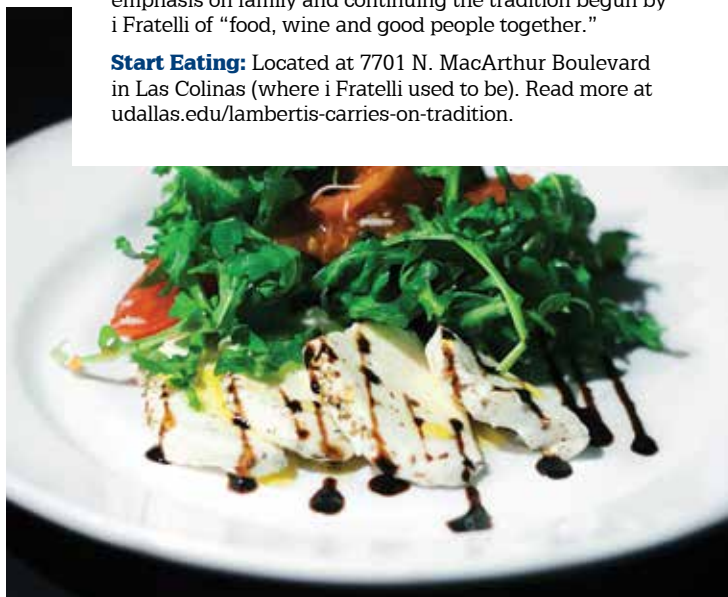 emphasis on family and continuing the tradition begun by
i Fratelli of “food, wine and good people together.”
Start Eating: Located at 7701 N. MacArthur Boulevard
in Las Colinas (where i Fratelli used to be). Read more at
udallas.edu/lambertis-carries-on-tradition.